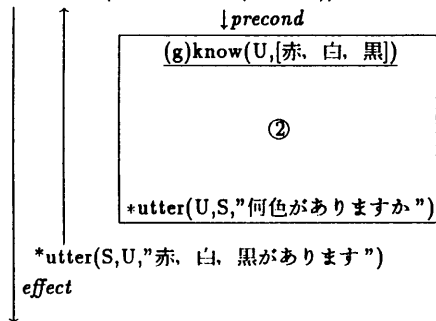 ↓precond
(g)know(U,[赤, 白, 黒])
②
*utter(U,S,"何色がありますか")
*utter(S,U,"赤, 白, 黒があります")
effect